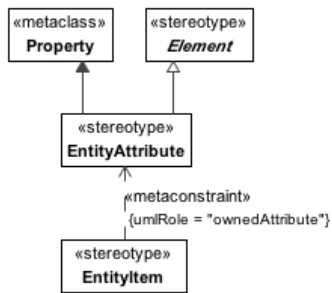 «metaclass»
Property
«stereotype»
Element
«stereotype»
EntityAttribute
«metaconstraint»
{umlRole = "ownedAttribute"}
«stereotype»
EntityItem